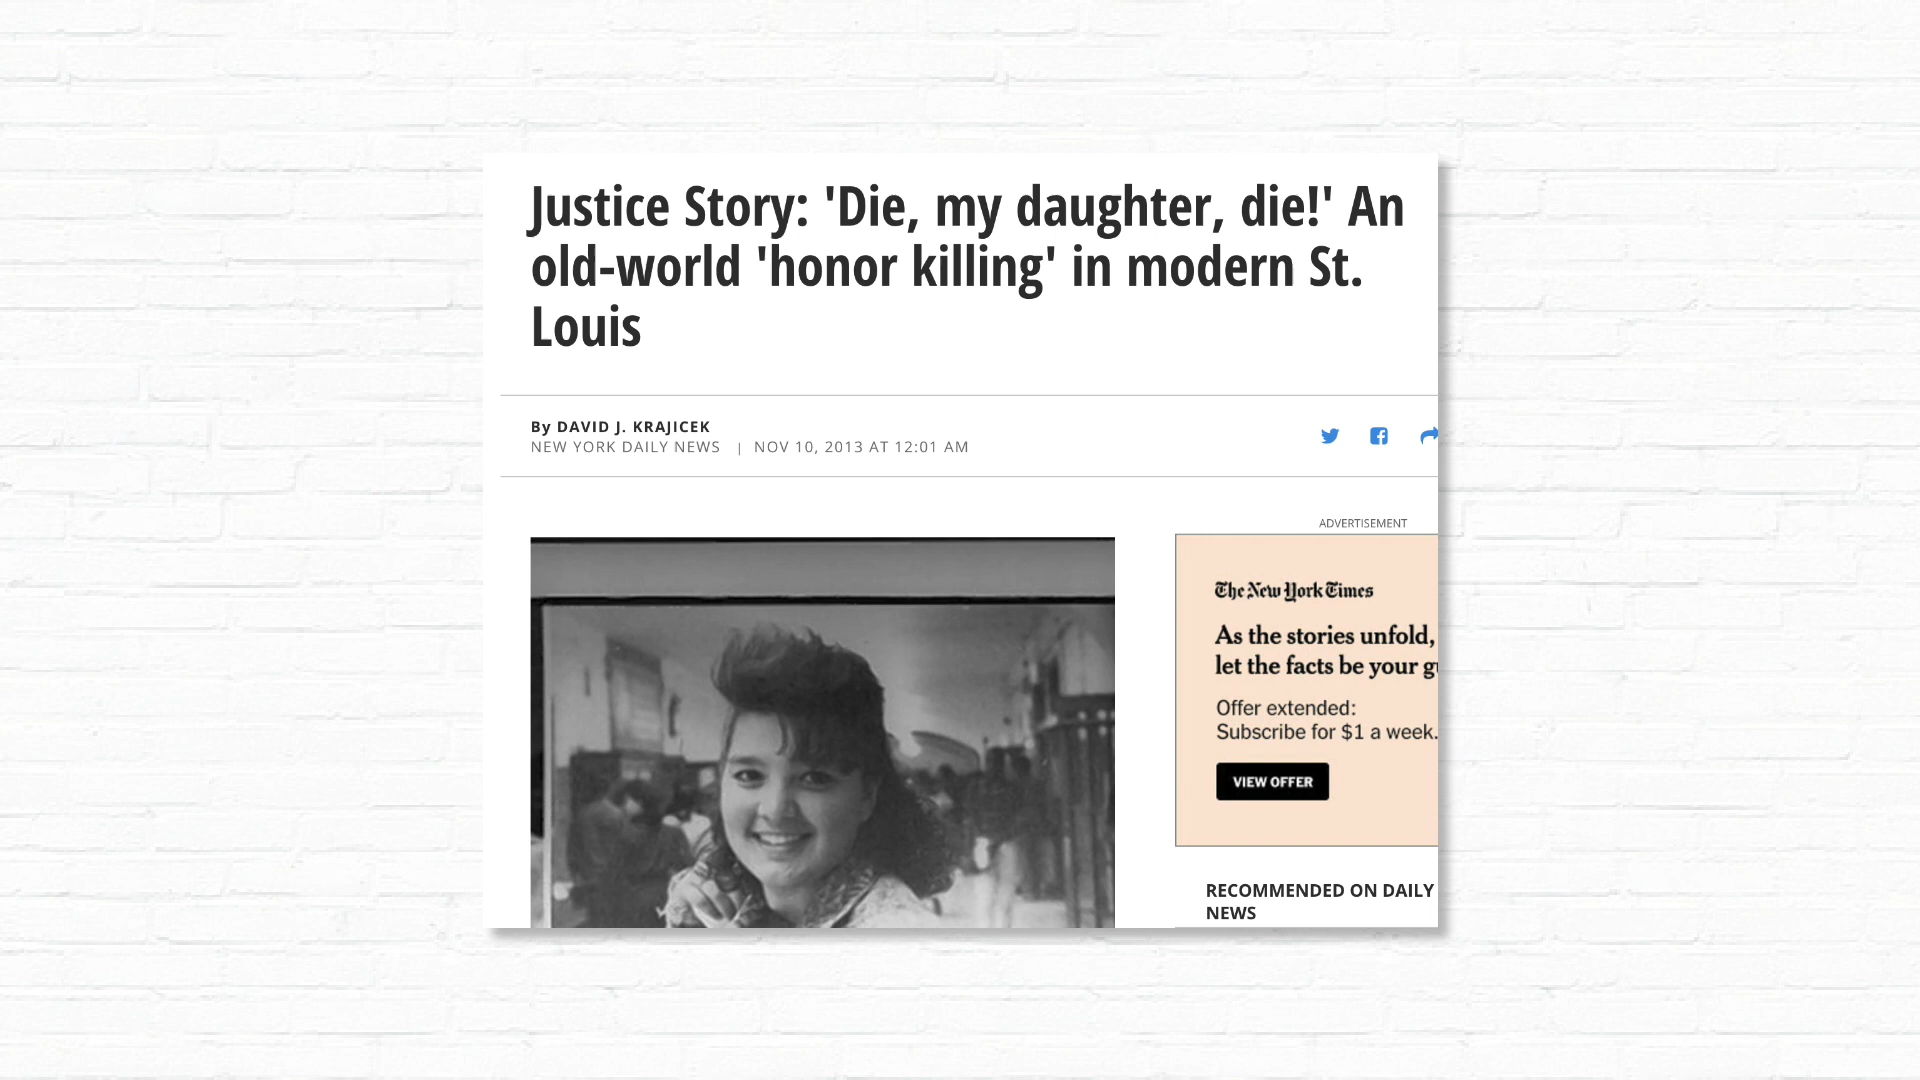 Justice Story: 'Die, my daughter, die!' An
old-world 'honor killing' in modern St.
Louis
By DAVID J. KRAJICEK
NEW YORK DAILY NEWS | NOV 10, 2013 AT 12:01 AM
ADVERTISEMENT
The New York Times
As the stories unfold,
let the facts be your
Offer extended:
Subscribe for $1 a week.
VIEW OFFER
RECOMMENDED ON DAILY
NEWS